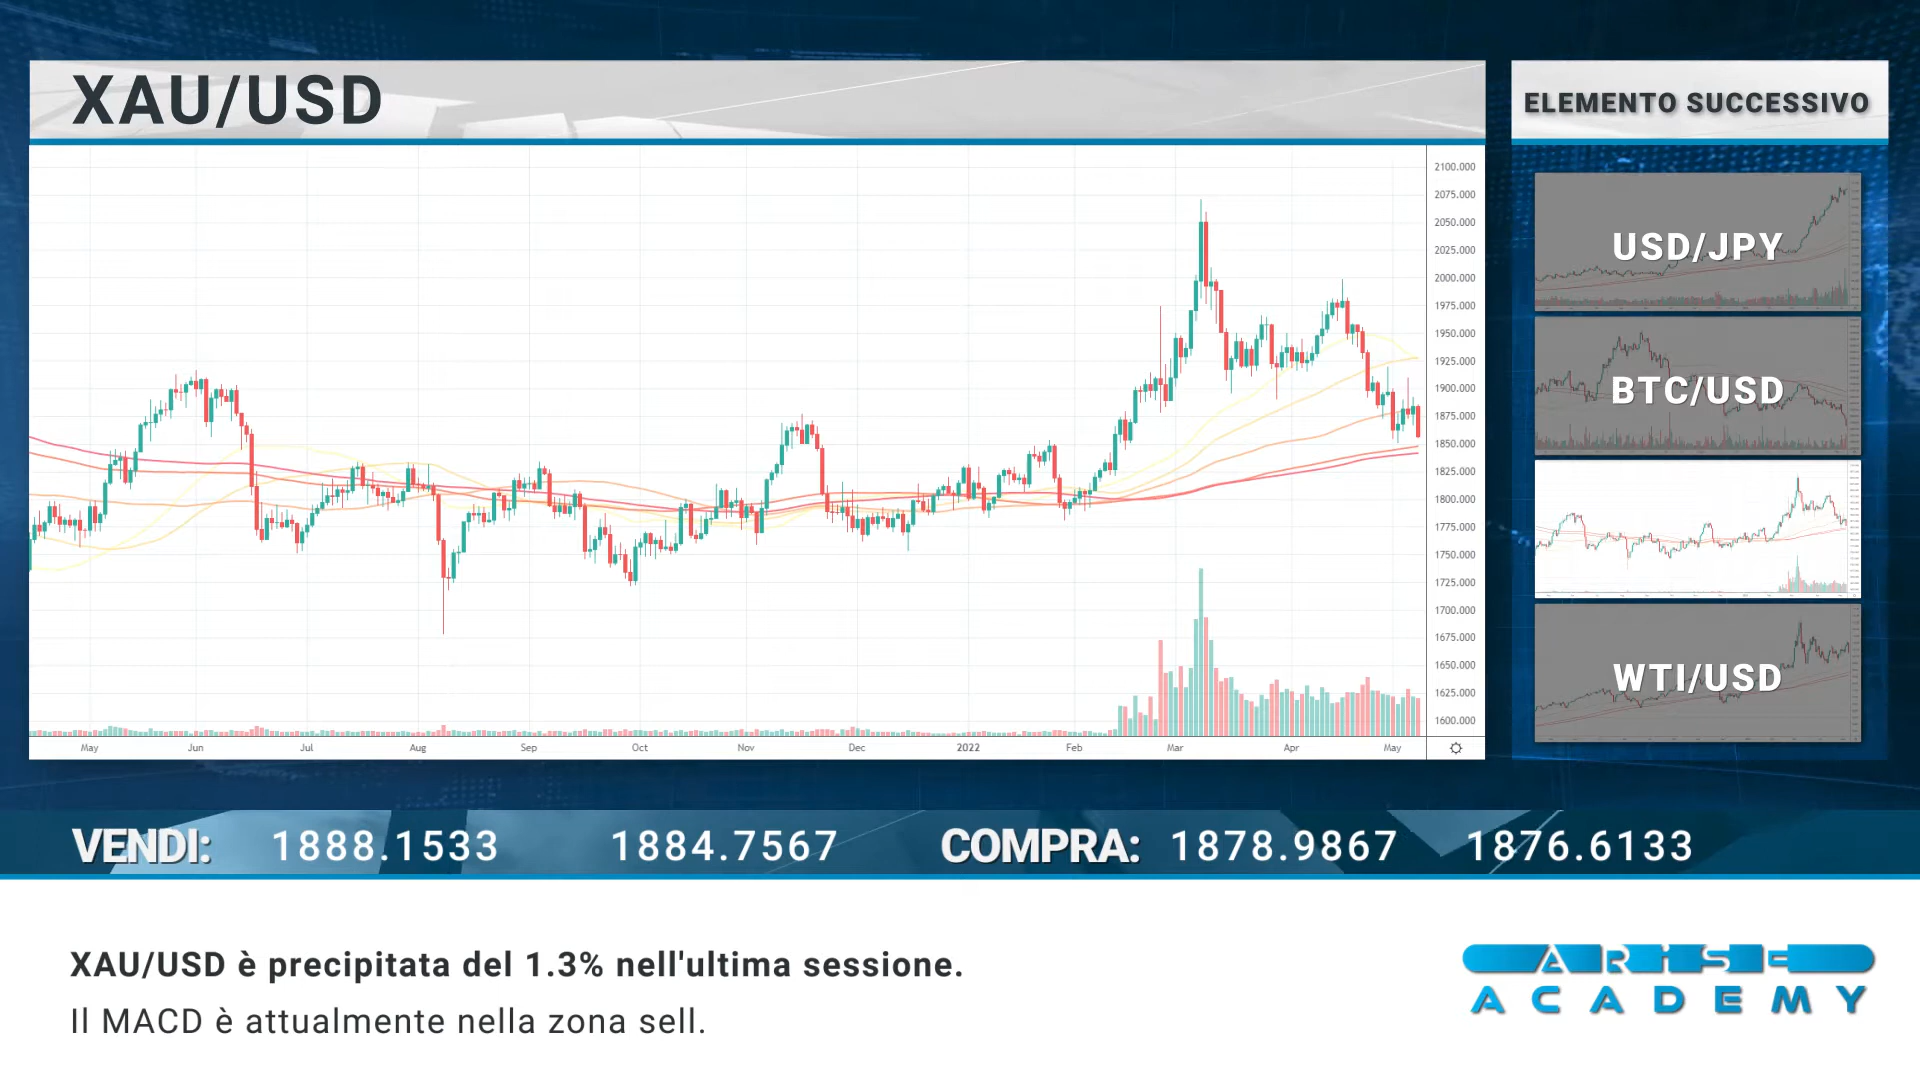 XAU/USD
ELEMENTO SUCCESSIVO
2100.000
2075.000
2050.000
2025.000
2000.000
1975.000
1950.000
1925.000
1900.000
1875.000
1850.000
1825.000
1800.000
1775.000
1750.000
1725.000
1700.000
1675.000
1650.000
1625.000
1600.000
May Jun Jul Aug Sep Oct Nov Dec 2022 Feb Mar Apr May
USD/JPY
BTC/USD
WTI/USD
VENDI: 1888.1533 1884.7567 COMPRA: 1878.9867 1876.6133
XAU/USD è precipitata del 1.3% nell'ultima sessione.
Il MACD è attualmente nella zona sell.
ARISE
ACADEMY